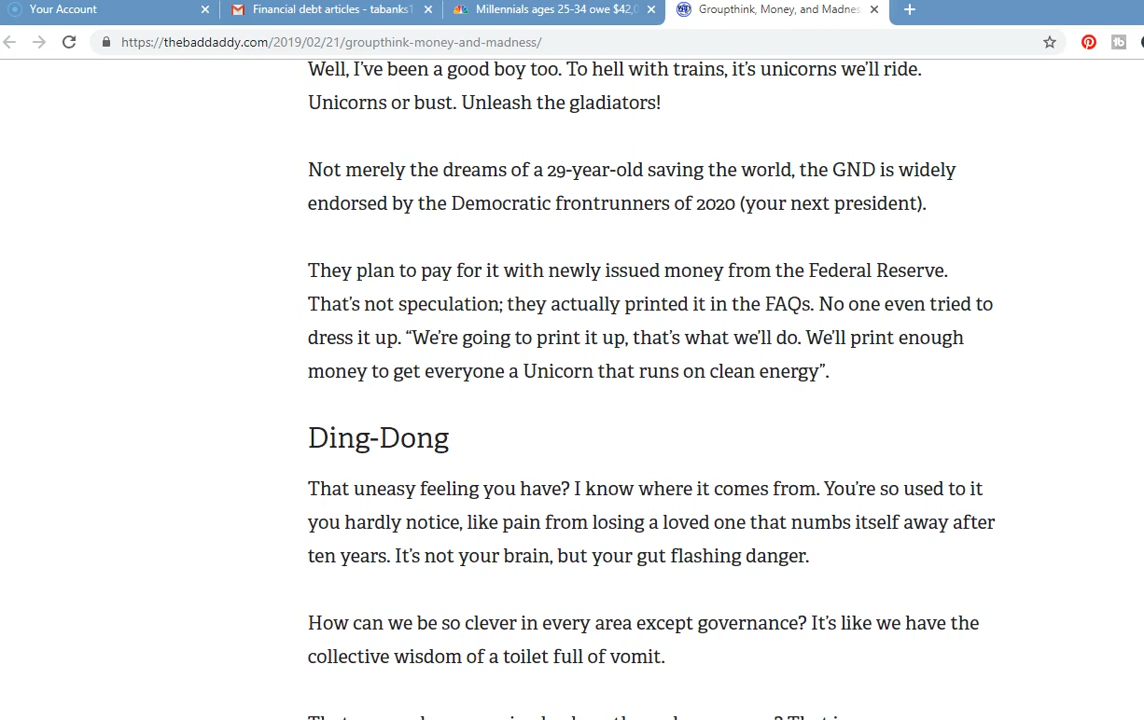 Your Account
Financial debt articles - tabanks1
Millennials ages 25-34 owe $42,0
Groupthink, Money, and Madnes
https://thebaddaddy.com/2019/02/21/groupthink-money-and-madness/
Well, I've been a good boy too. To hell with trains, it's unicorns we'll ride.
Unicorns or bust. Unleash the gladiators!
Not merely the dreams of a 29-year-old saving the world, the GND is widely
endorsed by the Democratic frontrunners of 2020 (your next president).
They plan to pay for it with newly issued money from the Federal Reserve.
That's not speculation; they actually printed it in the FAQs. No one even tried to
dress it up. “We're going to print it up, that's what we'll do. We'll print enough
money to get everyone a Unicorn that runs on clean energy”.
Ding-Dong
That uneasy feeling you have? I know where it comes from. You're so used to it
you hardly notice, like pain from losing a loved one that numbs itself away after
ten years. It's not your brain, but your gut flashing danger.
How can we be so clever in every area except governance? It's like we have the
collective wisdom of a toilet full of vomit.